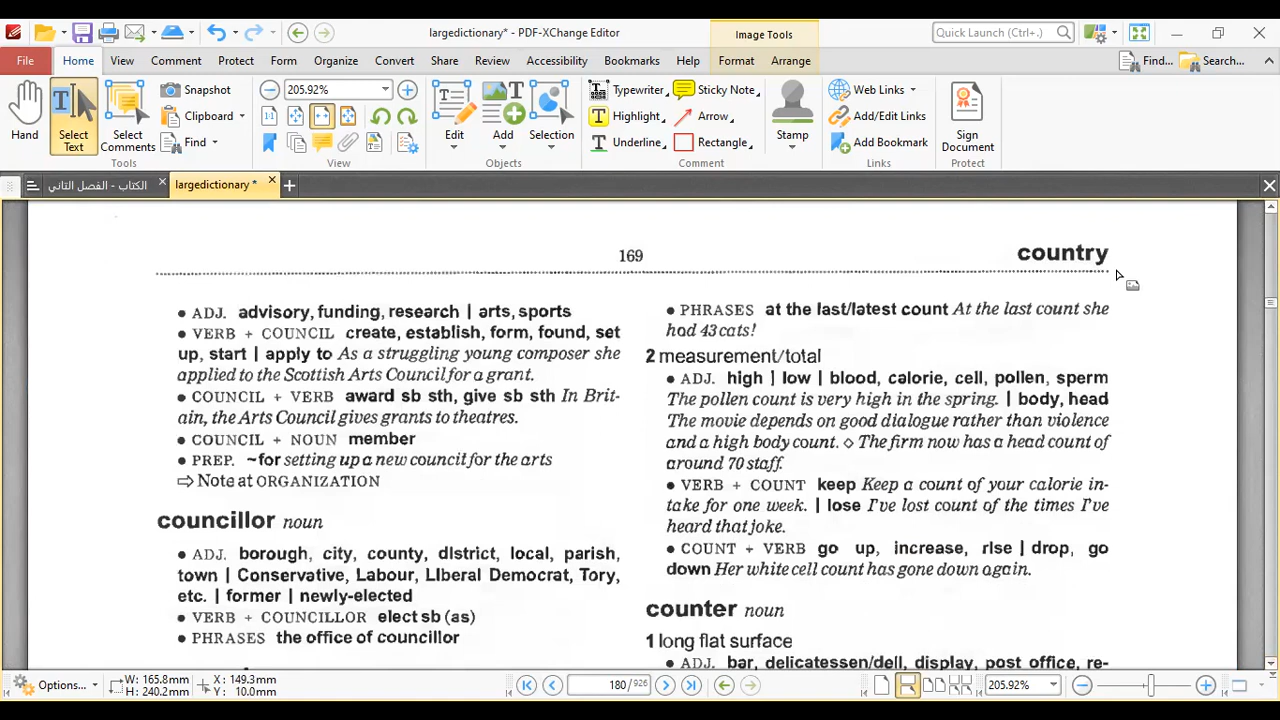 largedictionary* - PDF-XChange Editor
Image Tools
Quick Launch (Ctrl+.)
File
Home
View
Comment
Protect
Form
Organize
Convert
Share
Review
Accessibility
Bookmarks
Help
Format
Arrange
Find...
Search...
Hand
Select Text
Select Comments
Snapshot
Clipboard
Find
Tools
205.92%
View
Edit
Add
Selection
Objects
Typewriter
Highlight
Underline
Sticky Note
Arrow
Rectangle
Stamp
Comment
Web Links
Add/Edit Links
Add Bookmark
Links
Sign Document
Protect
الكتاب - الفصل الثاني
largedictionary *
169
country
• ADJ. advisory, funding, research | arts, sports
• VERB + COUNCIL create, establish, form, found, set
up, start | apply to As a struggling young composer she
applied to the Scottish Arts Council for a grant.
• COUNCIL + VERB award sb sth, give sb sth In Brit-
ain, the Arts Council gives grants to theatres.
• COUNCIL + NOUN member
• PREP. ~for setting up a new council for the arts
⇨ Note at ORGANIZATION
councillor noun
• ADJ. borough, city, county, dIstrict, local, parish,
town | Conservative, Labour, LIberal Democrat, Tory,
etc. | former | newly-elected
• VERB + COUNCILLOR elect sb (as)
• PHRASES the office of councillor
• PHRASES at the last/latest count At the last count she
had 43 cats!
2 measurement/total
• ADJ. high | low | blood, calorie, cell, pollen, sperm
The pollen count is very high in the spring. | body, head
The movie depends on good dialogue rather than violence
and a high body count. ◇ The firm now has a head count of
around 70 staff.
• VERB + COUNT keep Keep a count of your calorie in-
take for one week. | lose I've lost count of the times I've
heard that joke.
• COUNT + VERB go up, increase, rIse | drop, go
down Her white cell count has gone down again.
counter noun
1 long flat surface
• ADJ. bar, delicatessen/dell, display, post office, re-
Options...
W: 165.8mm
H: 240.2mm
X: 149.3mm
Y: 10.0mm
180 / 926
205.92%